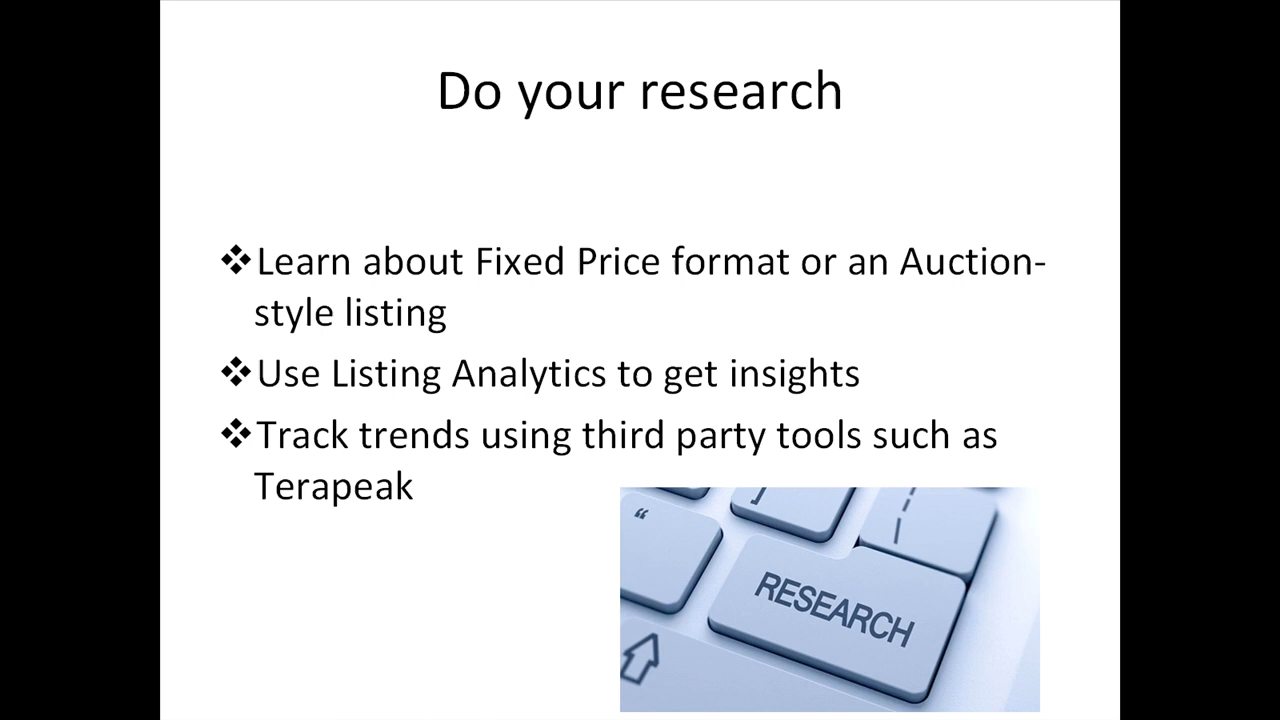 Do your research
❖Learn about Fixed Price format or an Auction-
style listing
❖Use Listing Analytics to get insights
❖Track trends using third party tools such as
Terapeak
]
“
RESEARCH